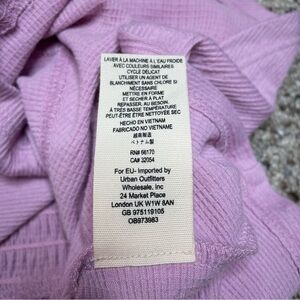 LAVER À LA MACHINE À L'EAU FROIDE
AVEC COULEURS SIMILAIRES
CYCLE DÉLICAT
UTILISER UN AGENT DE
BLANCHIMENT SANS CHLORE SI
NÉCESSAIRE
METTRE EN FORME
ET SÉCHER À PLAT
REPASSER, AU BESOIN,
À TRÈS BASSE TEMPÉRATURE
PEUT-ÊTRE ÊTRE NETTOYÉ SEC
HECHO EN VIETNAM
FABRICADO NO VIETNAME
越南製造
ベトナム製
RN# 66170
CA# 32054
For EU- Imported by
Urban Outfitters
Wholesale, Inc
24 Market Place
London UK W1W 8AN
GB 975119105
OB973983